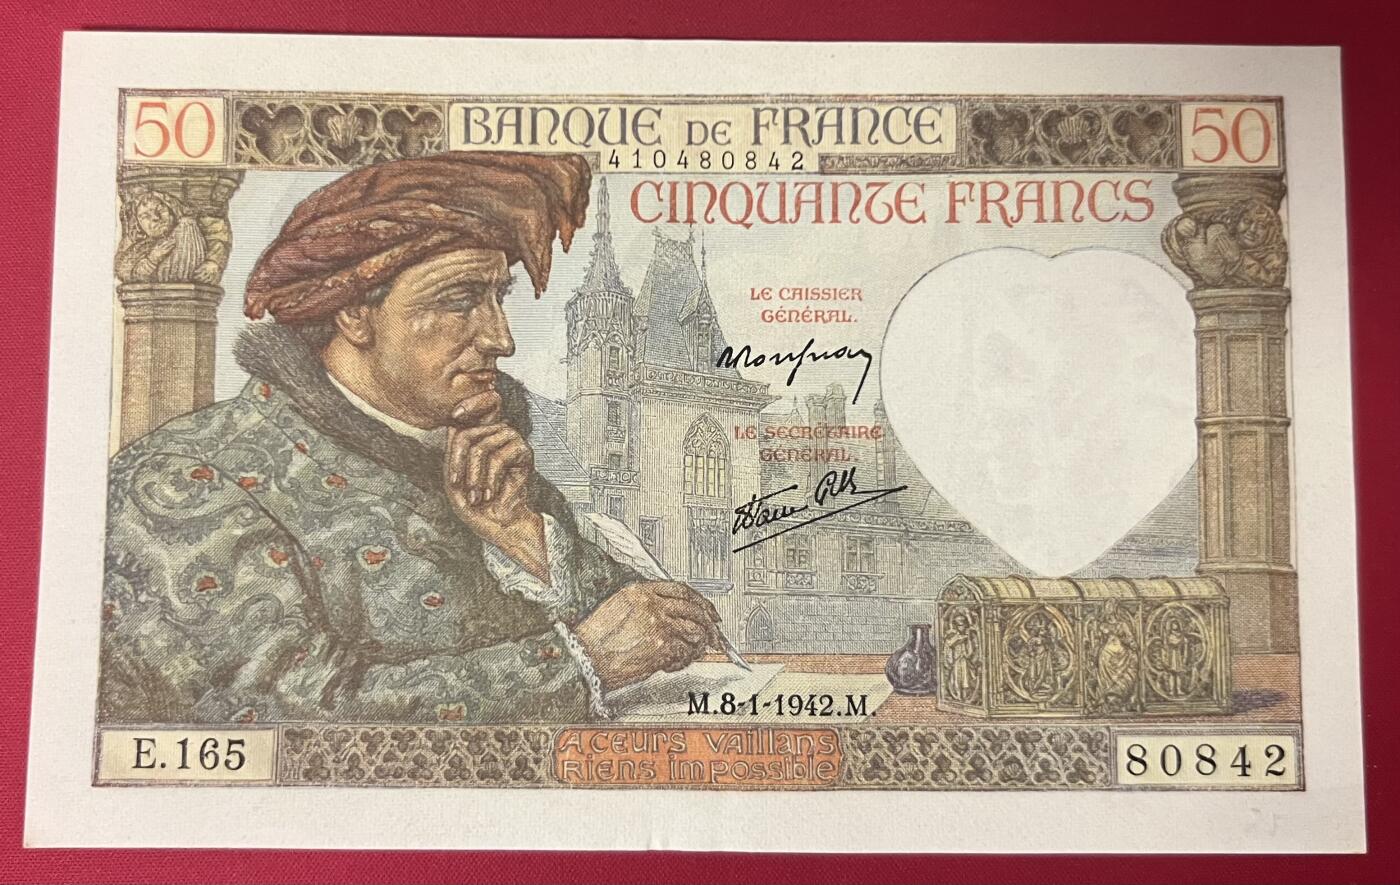 50
BANQUE DE FRANCE
50
410480842
CINQUANTE FRANCS
LE CAISSIER
GÉNÉRAL.
LE SECRÉTAIRE
GÉNÉRAL.
M.8-1-1942.M.
E.165
A CŒURS VAILLANS
RIENS IMPOSSIBLE
80842